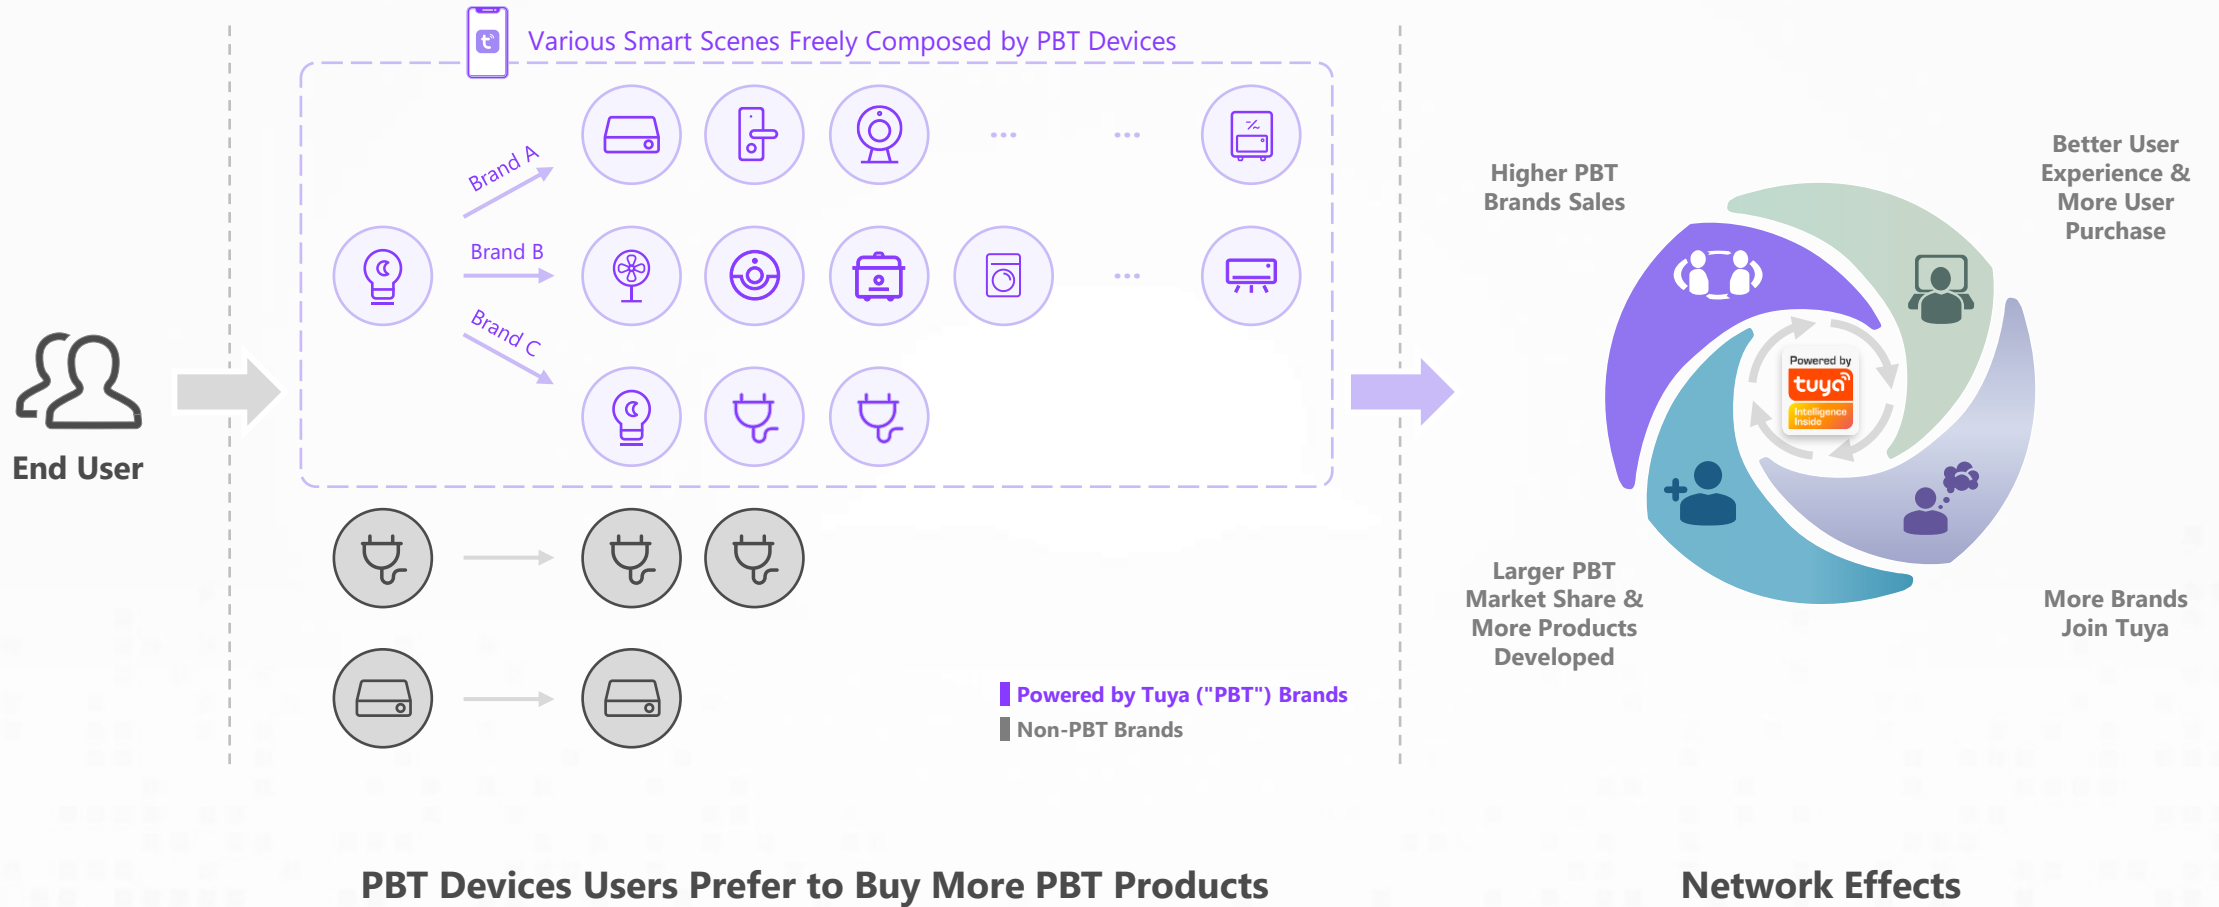 Various Smart Scenes Freely Composed by PBT Devices
Brand A
Brand B
Brand C
End User
Powered by Tuya ("PBT") Brands
Non-PBT Brands
PBT Devices Users Prefer to Buy More PBT Products
Higher PBT
Brands Sales
Better User
Experience &
More User
Purchase
Powered by
tuya
Intelligence
Inside
Larger PBT
Market Share &
More Products
Developed
More Brands
Join Tuya
Network Effects